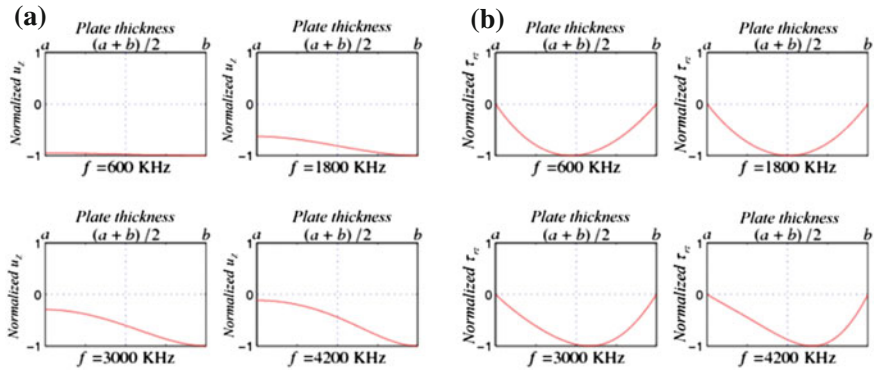 (a)
Plate thickness
a (a + b) /2 b
Normalized u_z
1
0
−1
f =600 KHz
Plate thickness
a (a + b) /2 b
Normalized u_z
1
0
−1
f =1800 KHz
Plate thickness
a (a + b) /2 b
Normalized u_z
1
0
−1
f =3000 KHz
Plate thickness
a (a + b) /2 b
Normalized u_z
1
0
−1
f =4200 KHz
(b)
Plate thickness
a (a + b) /2 b
Normalized τ_rz
1
0
−1
f =600 KHz
Plate thickness
a (a + b) /2 b
Normalized τ_rz
1
0
−1
f =1800 KHz
Plate thickness
a (a + b) /2 b
Normalized τ_rz
1
0
−1
f =3000 KHz
Plate thickness
a (a + b) /2 b
Normalized τ_rz
1
0
−1
f =4200 KHz